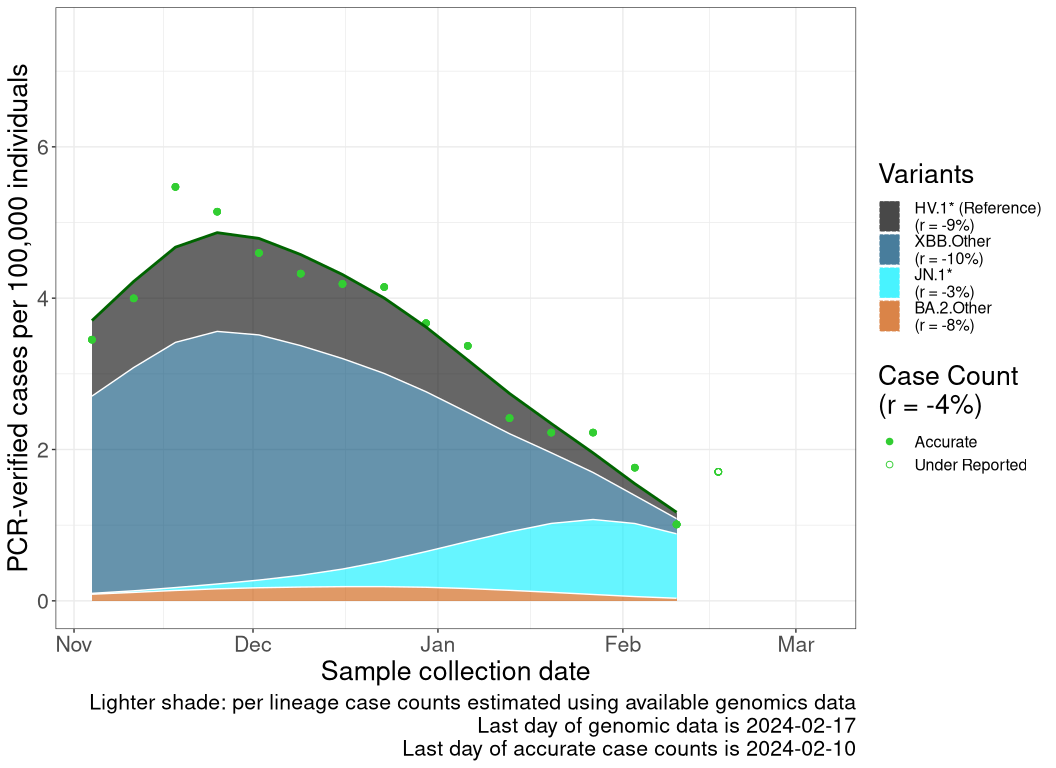 PCR-verified cases per 100,000 individuals
6
4
2
0
Nov
Dec
Jan
Feb
Mar
Sample collection date
Lighter shade: per lineage case counts estimated using available genomics data
Last day of genomic data is 2024-02-17
Last day of accurate case counts is 2024-02-10
Variants
HV.1* (Reference)
(r = -9%)
XBB.Other
(r = -10%)
JN.1*
(r = -3%)
BA.2.Other
(r = -8%)
Case Count
(r = -4%)
Accurate
Under Reported